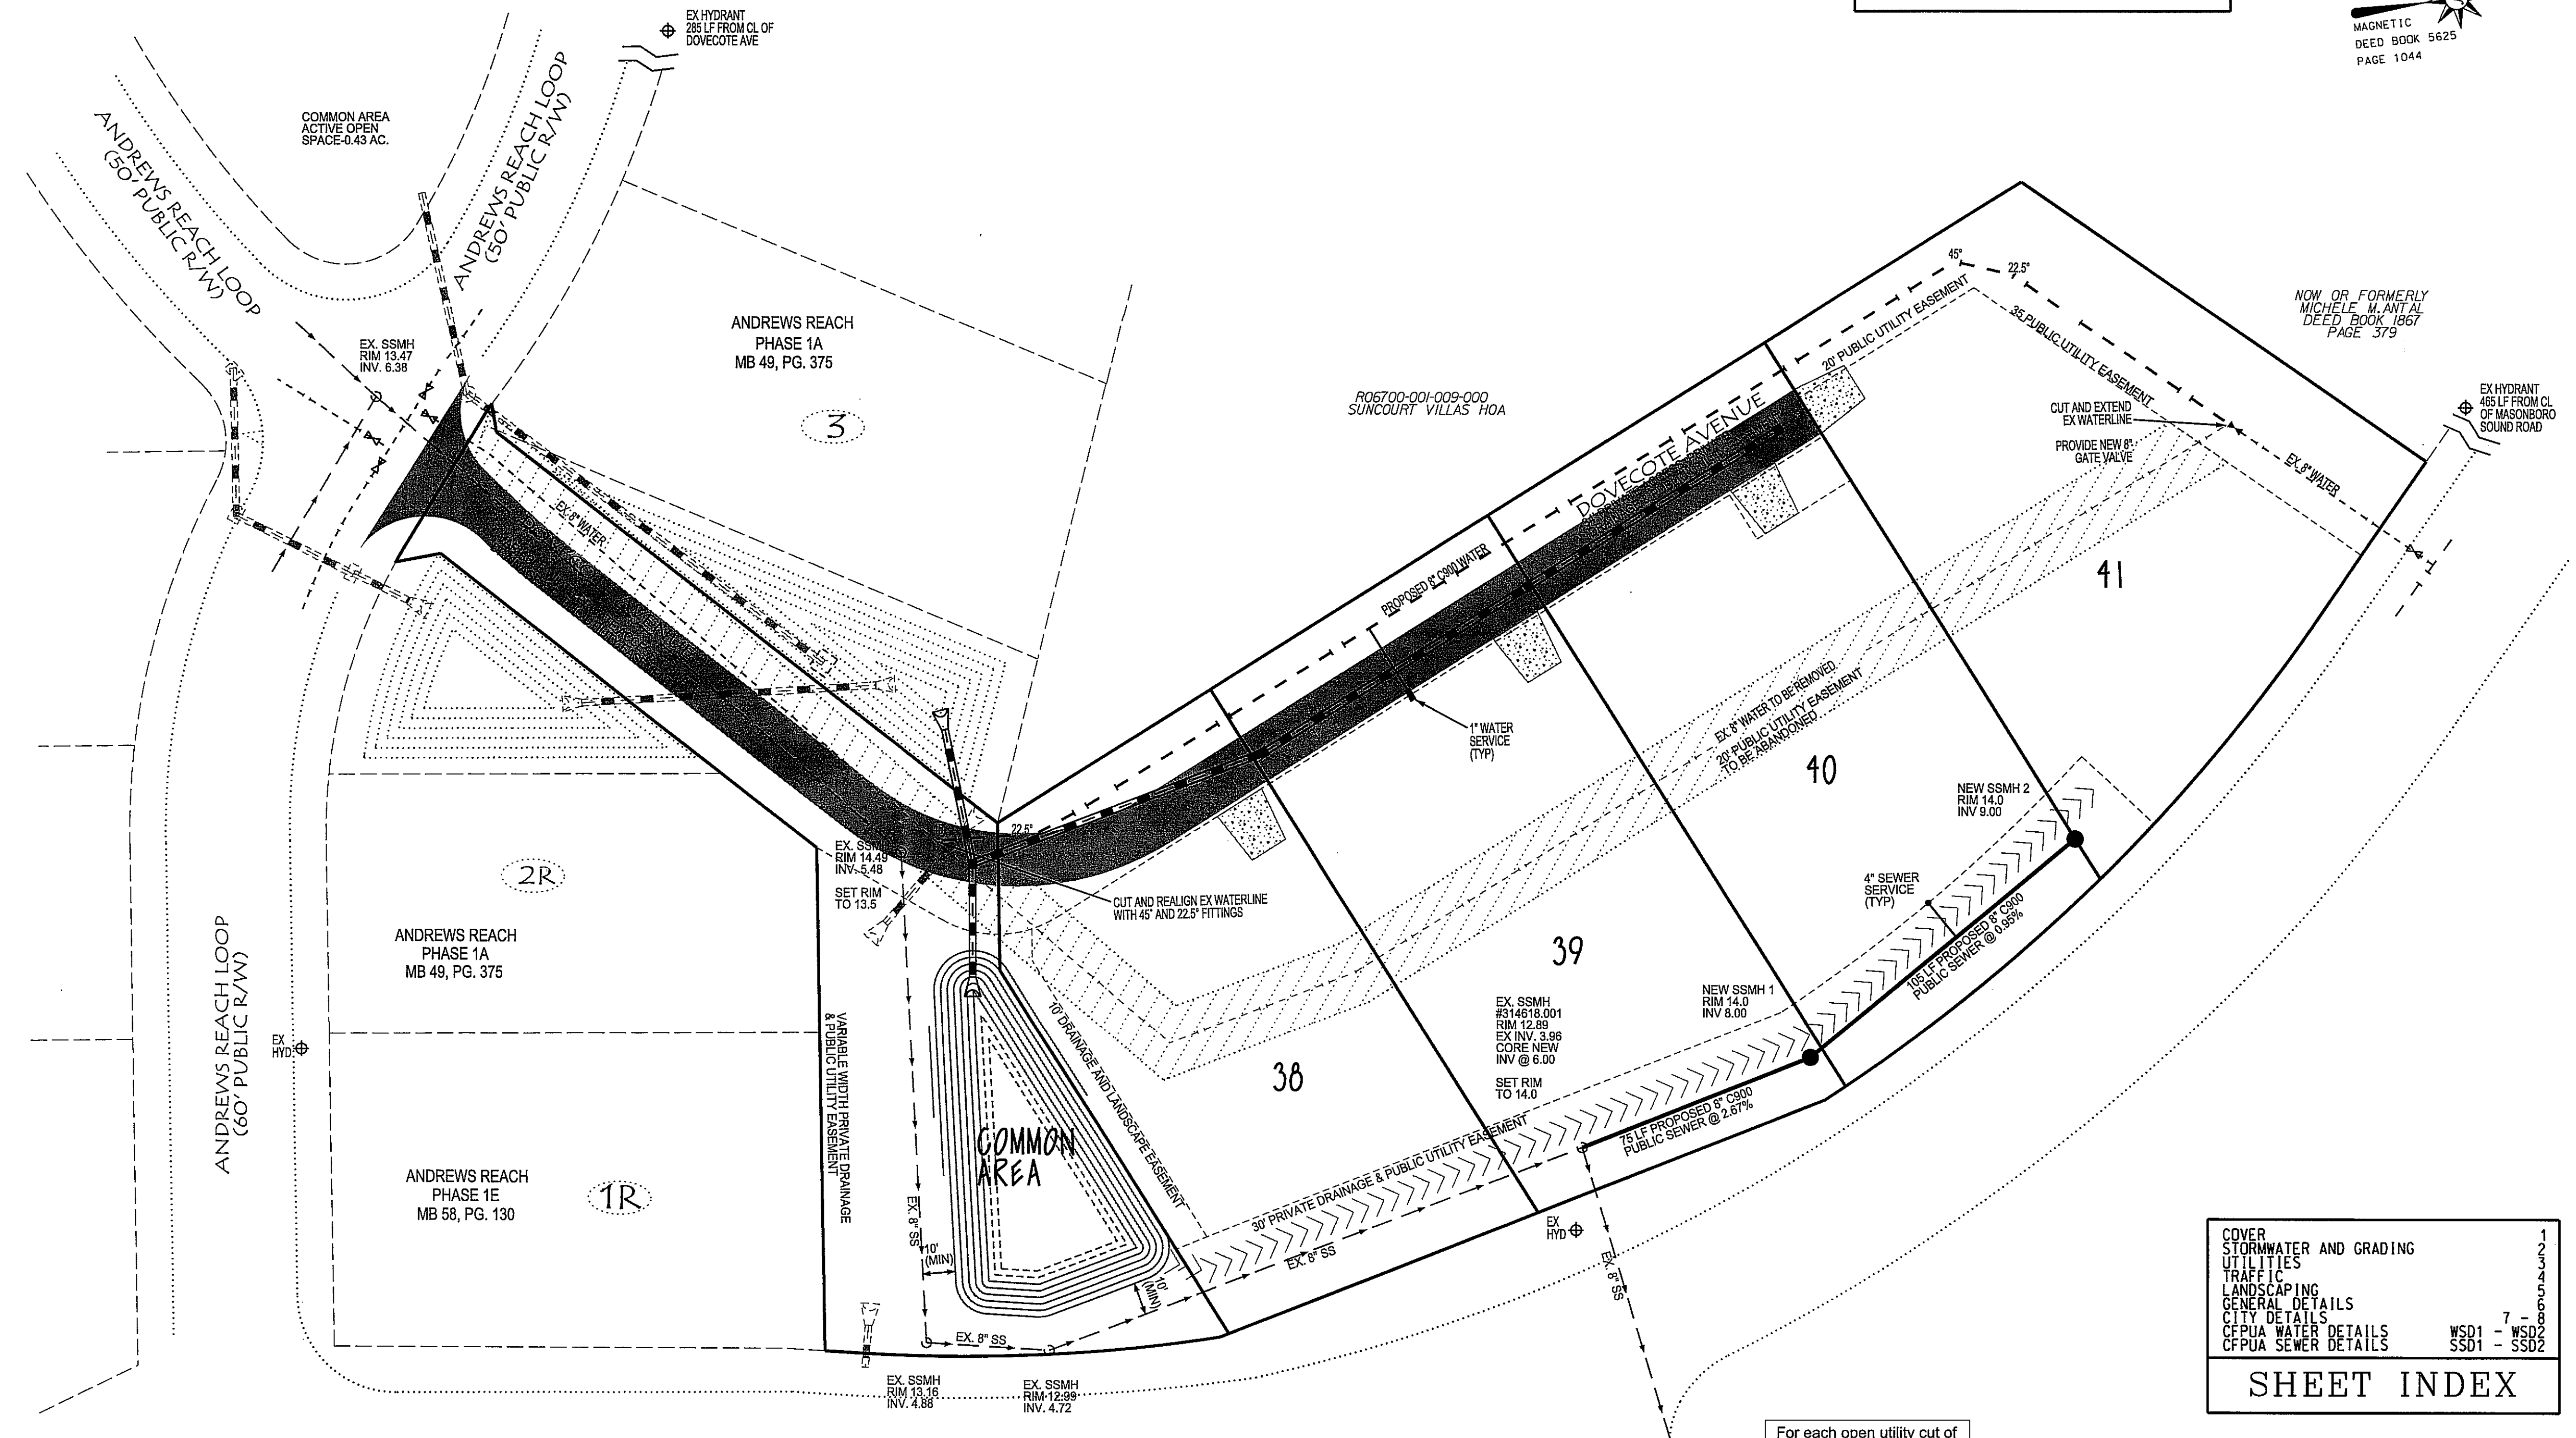 EX HYDRANT
285 LF FROM CL OF
DOVECOTE AVE
MAGNETIC
DEED BOOK 5625
PAGE 1044
COMMON AREA
ACTIVE OPEN
SPACE-0.43 AC.
ANDREWS REACH LOOP
(50' PUBLIC R/W)
ANDREWS REACH LOOP
(50' PUBLIC R/W)
EX. SSMH
RIM 13.47
INV. 6.38
ANDREWS REACH
PHASE 1A
MB 49, PG. 375
3
R06700-001-009-000
SUNCOURT VILLAS HOA
45°
22.5°
20' PUBLIC UTILITY EASEMENT
35 PUBLIC UTILITY EASEMENT
NOW OR FORMERLY
MICHELE M. ANTAL
DEED BOOK 1867
PAGE 379
EX HYDRANT
465 LF FROM CL
OF MASONBORO
SOUND ROAD
CUT AND EXTEND
EX WATERLINE
PROVIDE NEW 8"
GATE VALVE
EX. 8" WATER
DOVECOTE AVENUE
EX. 8" WATER
PROPOSED 8" C900 WATER
41
1" WATER
SERVICE
(TYP)
EX. 8" WATER TO BE REMOVED
20' PUBLIC UTILITY EASEMENT
TO BE ABANDONED
40
NEW SSMH 2
RIM 14.0
INV 9.00
22.5°
EX. SSMH
RIM 14.49
INV. 5.48
SET RIM
TO 13.5
CUT AND REALIGN EX WATERLINE
WITH 45° AND 22.5° FITTINGS
4" SEWER
SERVICE
(TYP)
105 LF PROPOSED 8" C900
PUBLIC SEWER @ 0.95%
2R
ANDREWS REACH
PHASE 1A
MB 49, PG. 375
39
NEW SSMH 1
RIM 14.0
INV 8.00
EX. SSMH
#314618.001
RIM 12.89
EX INV. 3.96
CORE NEW
INV @ 6.00
SET RIM
TO 14.0
ANDREWS REACH LOOP
(60' PUBLIC R/W)
EX
HYD
VARIABLE WIDTH PRIVATE DRAINAGE
& PUBLIC UTILITY EASEMENT
10' DRAINAGE AND LANDSCAPE EASEMENT
38
75 LF PROPOSED 8" C900
PUBLIC SEWER @ 2.67%
COMMON
AREA
30' PRIVATE DRAINAGE & PUBLIC UTILITY EASEMENT
ANDREWS REACH
PHASE 1E
MB 58, PG. 130
1R
EX. 8" SS
10'
(MIN)
10'
(MIN)
EX. 8" SS
EX
HYD
EX. 8" SS
EX. 8" SS
EX. SSMH
RIM 13.16
INV. 4.88
EX. SSMH
RIM 12.99
INV. 4.72
COVER 1
STORMWATER AND GRADING 2
UTILITIES 3
TRAFFIC 4
LANDSCAPING 5
GENERAL DETAILS 6
CITY DETAILS 7 - 8
CFPUA WATER DETAILS WSD1 - WSD2
CFPUA SEWER DETAILS SSD1 - SSD2
SHEET INDEX
For each open utility cut of